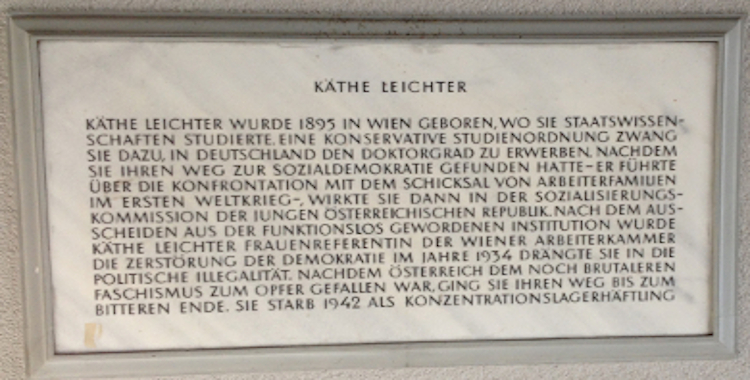 KÄTHE LEICHTER
KÄTHE LEICHTER WURDE 1895 IN WIEN GEBOREN, WO SIE STAATSWISSEN-
SCHAFTEN STUDIERTE. EINE KONSERVATIVE STUDIENORDNUNG ZWANG
SIE DAZU, IN DEUTSCHLAND DEN DOKTORGRAD ZU ERWERBEN. NACHDEM
SIE IHREN WEG ZUR SOZIALDEMOKRATIE GEFUNDEN HATTE–ER FÜHRTE
ÜBER DIE KONFRONTATION MIT DEM SCHICKSAL VON ARBEITERFAMILIEN
IM ERSTEN WELTKRIEG–, WIRKTE SIE DANN IN DER SOZIALISIERUNGS-
KOMMISSION DER JUNGEN ÖSTERREICHISCHEN REPUBLIK. NACH DEM AUS-
SCHEIDEN AUS DER FUNKTIONSLOS GEWORDENEN INSTITUTION WURDE
KÄTHE LEICHTER FRAUENREFERENTIN DER WIENER ARBEITERKAMMER
DIE ZERSTÖRUNG DER DEMOKRATIE IM JAHRE 1934 DRÄNGTE SIE IN DIE
POLITISCHE ILLEGALITÄT. NACHDEM ÖSTERREICH DEM NOCH BRUTALEREN
FASCHISMUS ZUM OPFER GEFALLEN WAR, GING SIE IHREN WEG BIS ZUM
BITTEREN ENDE. SIE STARB 1942 ALS KONZENTRATIONSLAGERHÄFTLING